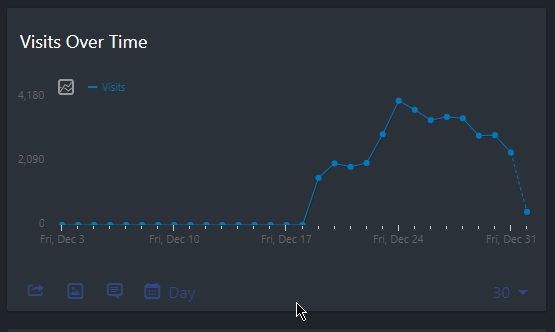 Visits Over Time
Visits
4,180
2,090
0
Fri, Dec 3 Fri, Dec 10 Fri, Dec 17 Fri, Dec 24 Fri, Dec 31
Day 30